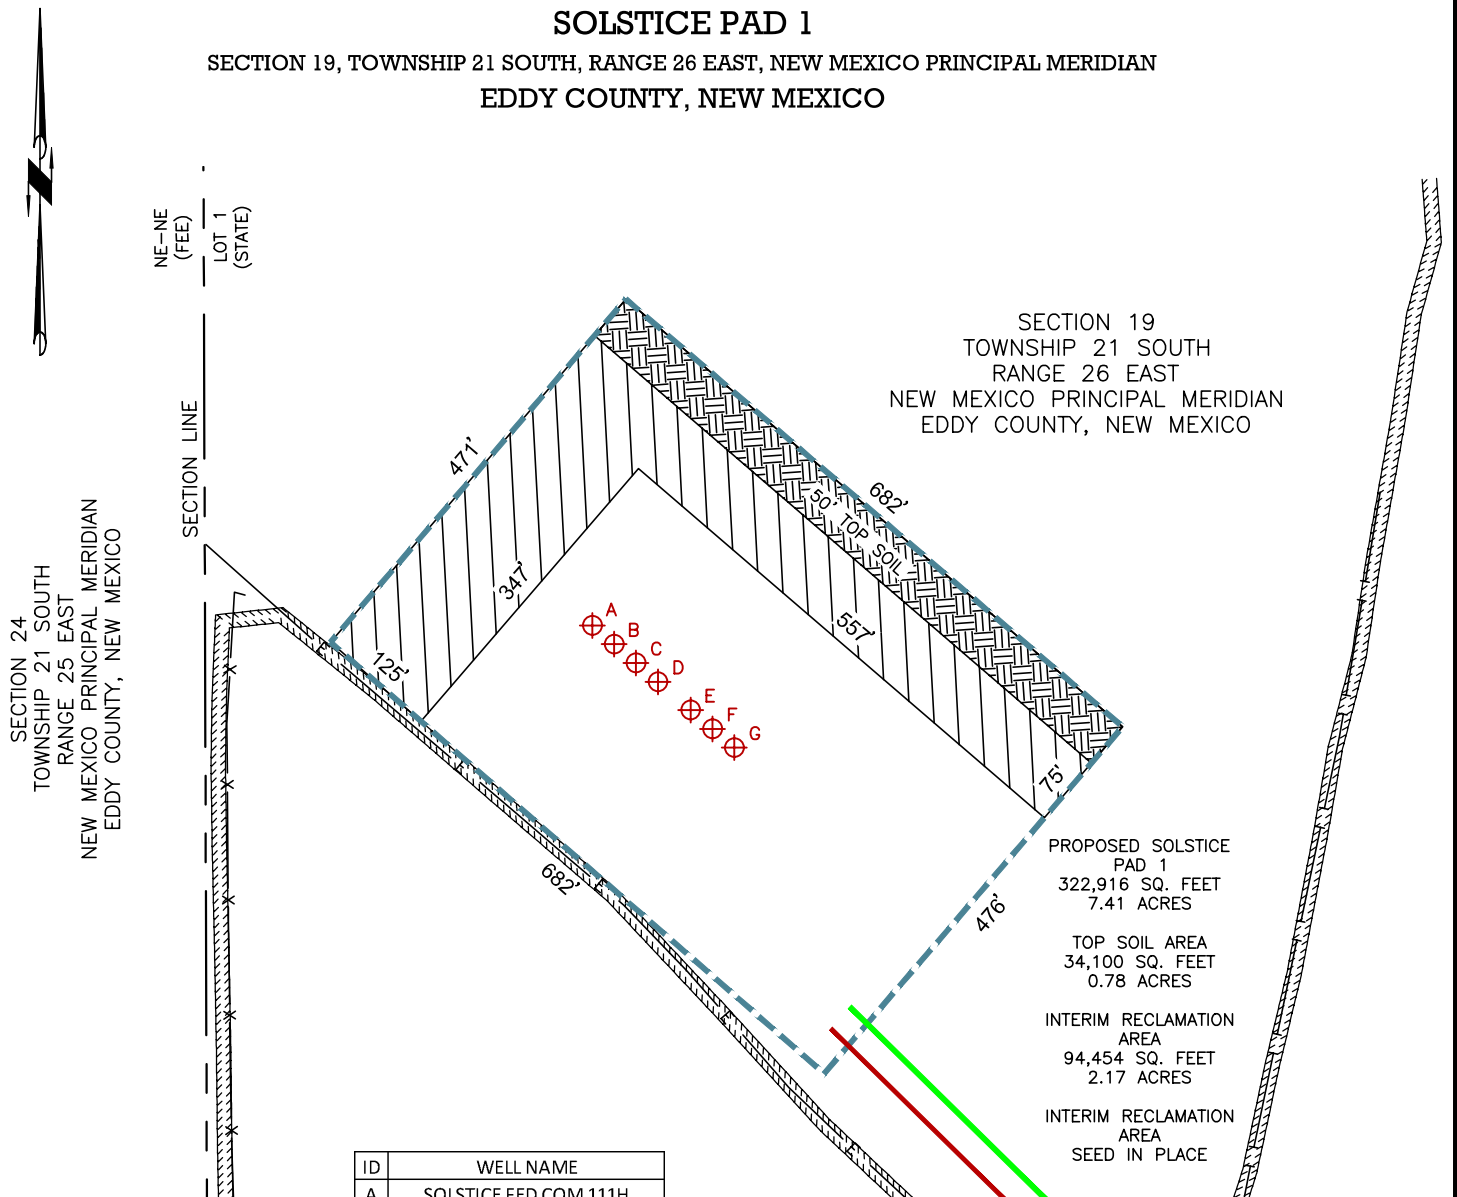 SOLSTICE PAD 1
SECTION 19, TOWNSHIP 21 SOUTH, RANGE 26 EAST, NEW MEXICO PRINCIPAL MERIDIAN
EDDY COUNTY, NEW MEXICO
NE-NE
(FEE)
LOT 1
(STATE)
SECTION LINE
SECTION 24
TOWNSHIP 21 SOUTH
RANGE 25 EAST
NEW MEXICO PRINCIPAL MERIDIAN
EDDY COUNTY, NEW MEXICO
SECTION 19
TOWNSHIP 21 SOUTH
RANGE 26 EAST
NEW MEXICO PRINCIPAL MERIDIAN
EDDY COUNTY, NEW MEXICO
471'
682'
50' TOP SOIL
347'
557'
125'
75'
A
B
C
D
E
F
G
682'
476'
PROPOSED SOLSTICE
PAD 1
322,916 SQ. FEET
7.41 ACRES
TOP SOIL AREA
34,100 SQ. FEET
0.78 ACRES
INTERIM RECLAMATION
AREA
94,454 SQ. FEET
2.17 ACRES
INTERIM RECLAMATION
AREA
SEED IN PLACE
ID WELL NAME
A SOLSTICE FED COM 111H